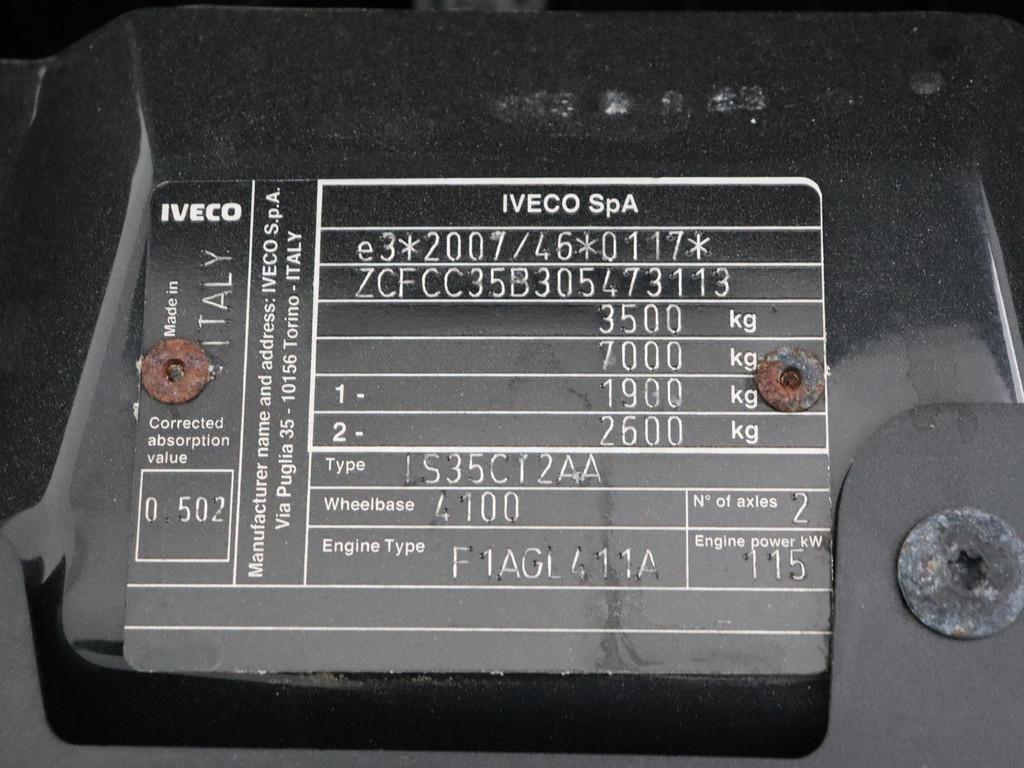 IVECO
Made in
ITALY
Corrected
absorption
value
0.502
Manufacturer name and address: IVECO S.p.A.
Via Puglia 35 - 10156 Torino - ITALY
IVECO SpA
e3*2007/46*0117*
ZCFCC35B305473113
3500 kg
7000 kg
1 - 1900 kg
2 - 2600 kg
Type IS35CI2AA
Wheelbase 4100
N° of axles 2
Engine Type F1AGL411A
Engine power kW
115